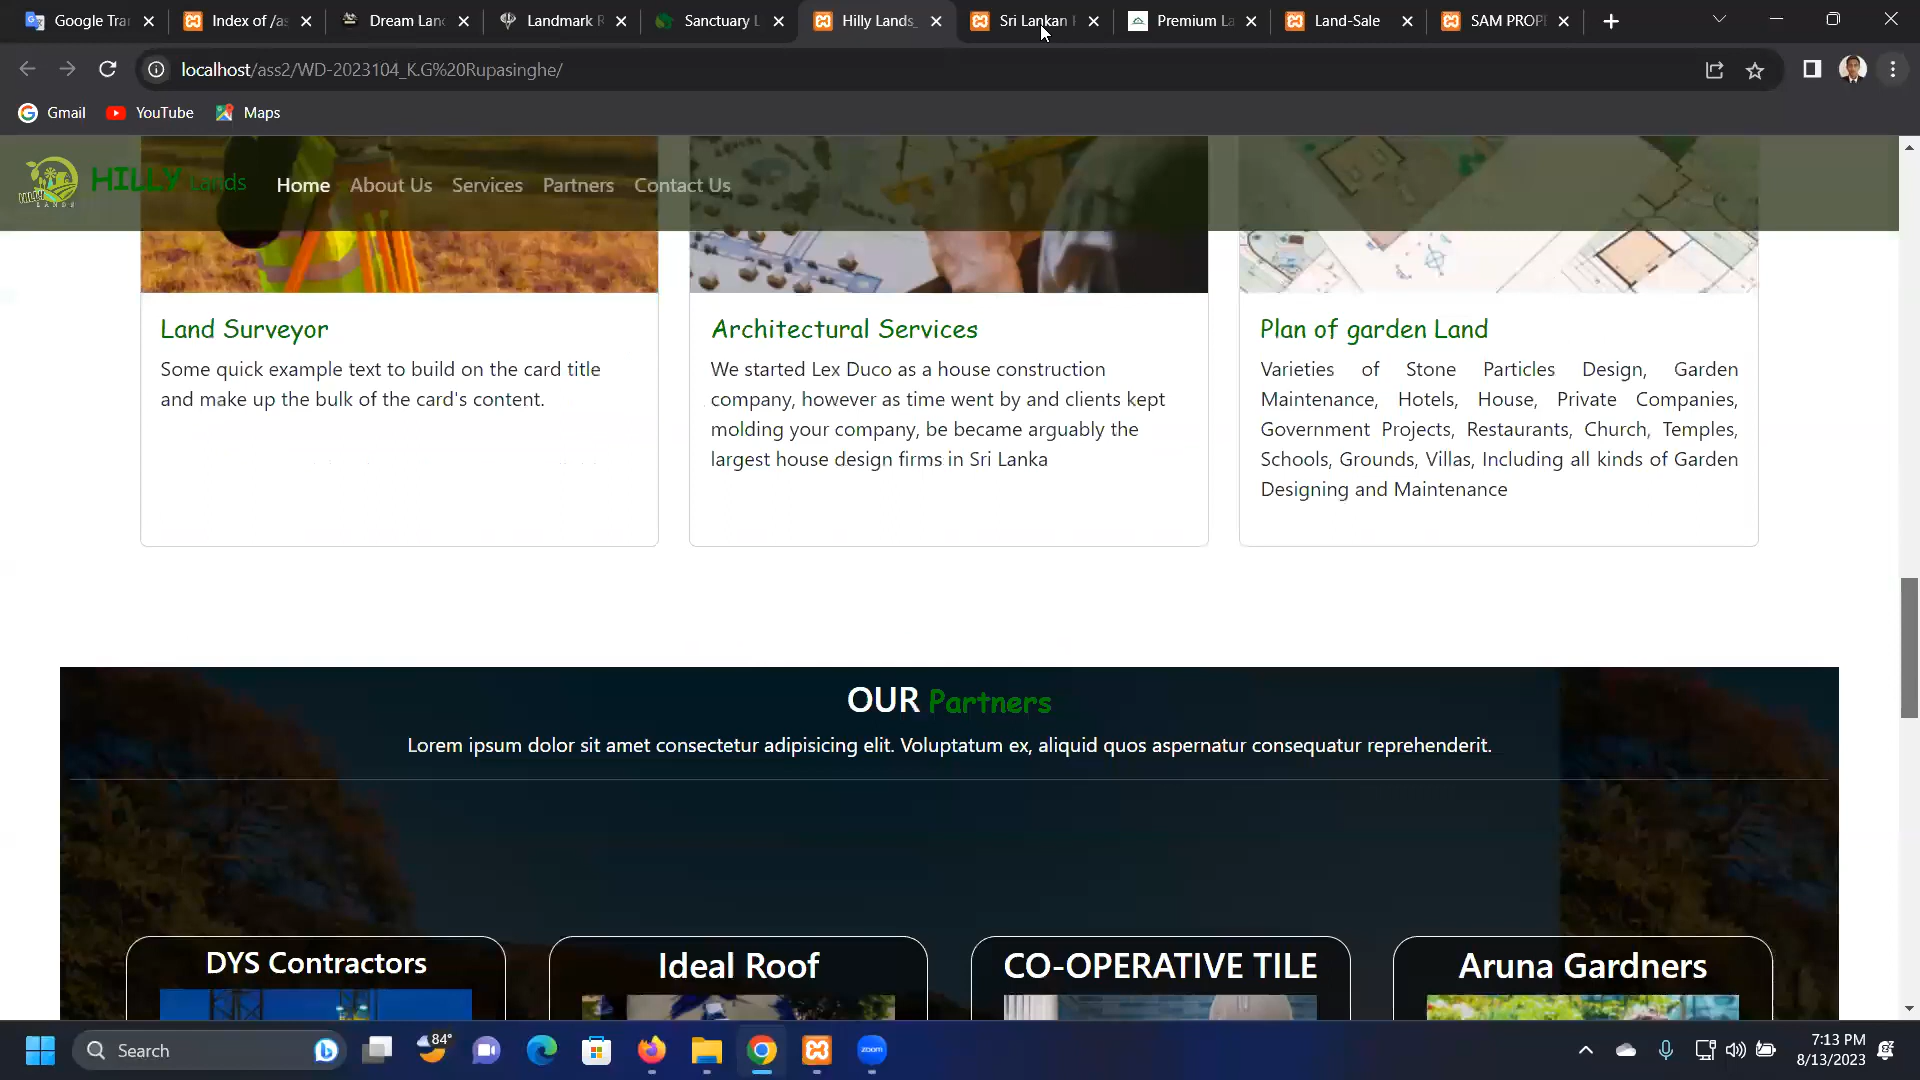 Google Tra
Index of /a
Dream Lan
Landmark R
Sanctuary L
Hilly Lands_
Sri Lankan
Premium La
Land-Sale
SAM PROP
localhost/ass2/WD-2023104_K.G%20Rupasinghe/
Gmail
YouTube
Maps
HILLY Lands
Home
About Us
Services
Partners
Contact Us
Land Surveyor
Some quick example text to build on the card title
and make up the bulk of the card's content.
Architectural Services
We started Lex Duco as a house construction
company, however as time went by and clients kept
molding your company, be became arguably the
largest house design firms in Sri Lanka
Plan of garden Land
Varieties of Stone Particles Design, Garden
Maintenance, Hotels, House, Private Companies,
Government Projects, Restaurants, Church, Temples,
Schools, Grounds, Villas, Including all kinds of Garden
Designing and Maintenance
OUR Partners
Lorem ipsum dolor sit amet consectetur adipisicing elit. Voluptatum ex, aliquid quos aspernatur consequatur reprehenderit.
DYS Contractors
Ideal Roof
CO-OPERATIVE TILE
Aruna Gardners
Search
84°
zoom
7:13 PM
8/13/2023